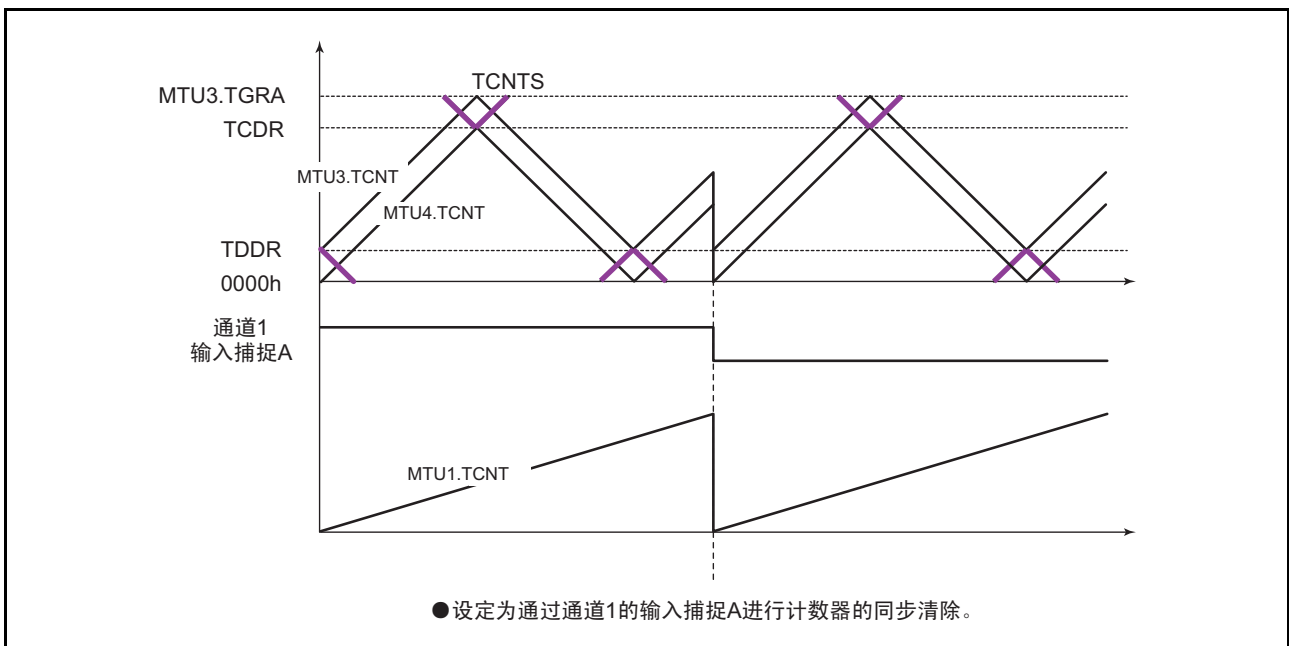 TCNTS
MTU3.TGRA
TCDR
MTU3.TCNT
MTU4.TCNT
TDDR
0000h
通道1
输入捕捉A
MTU1.TCNT
●设定为通过通道1的输入捕捉A进行计数器的同步清除。